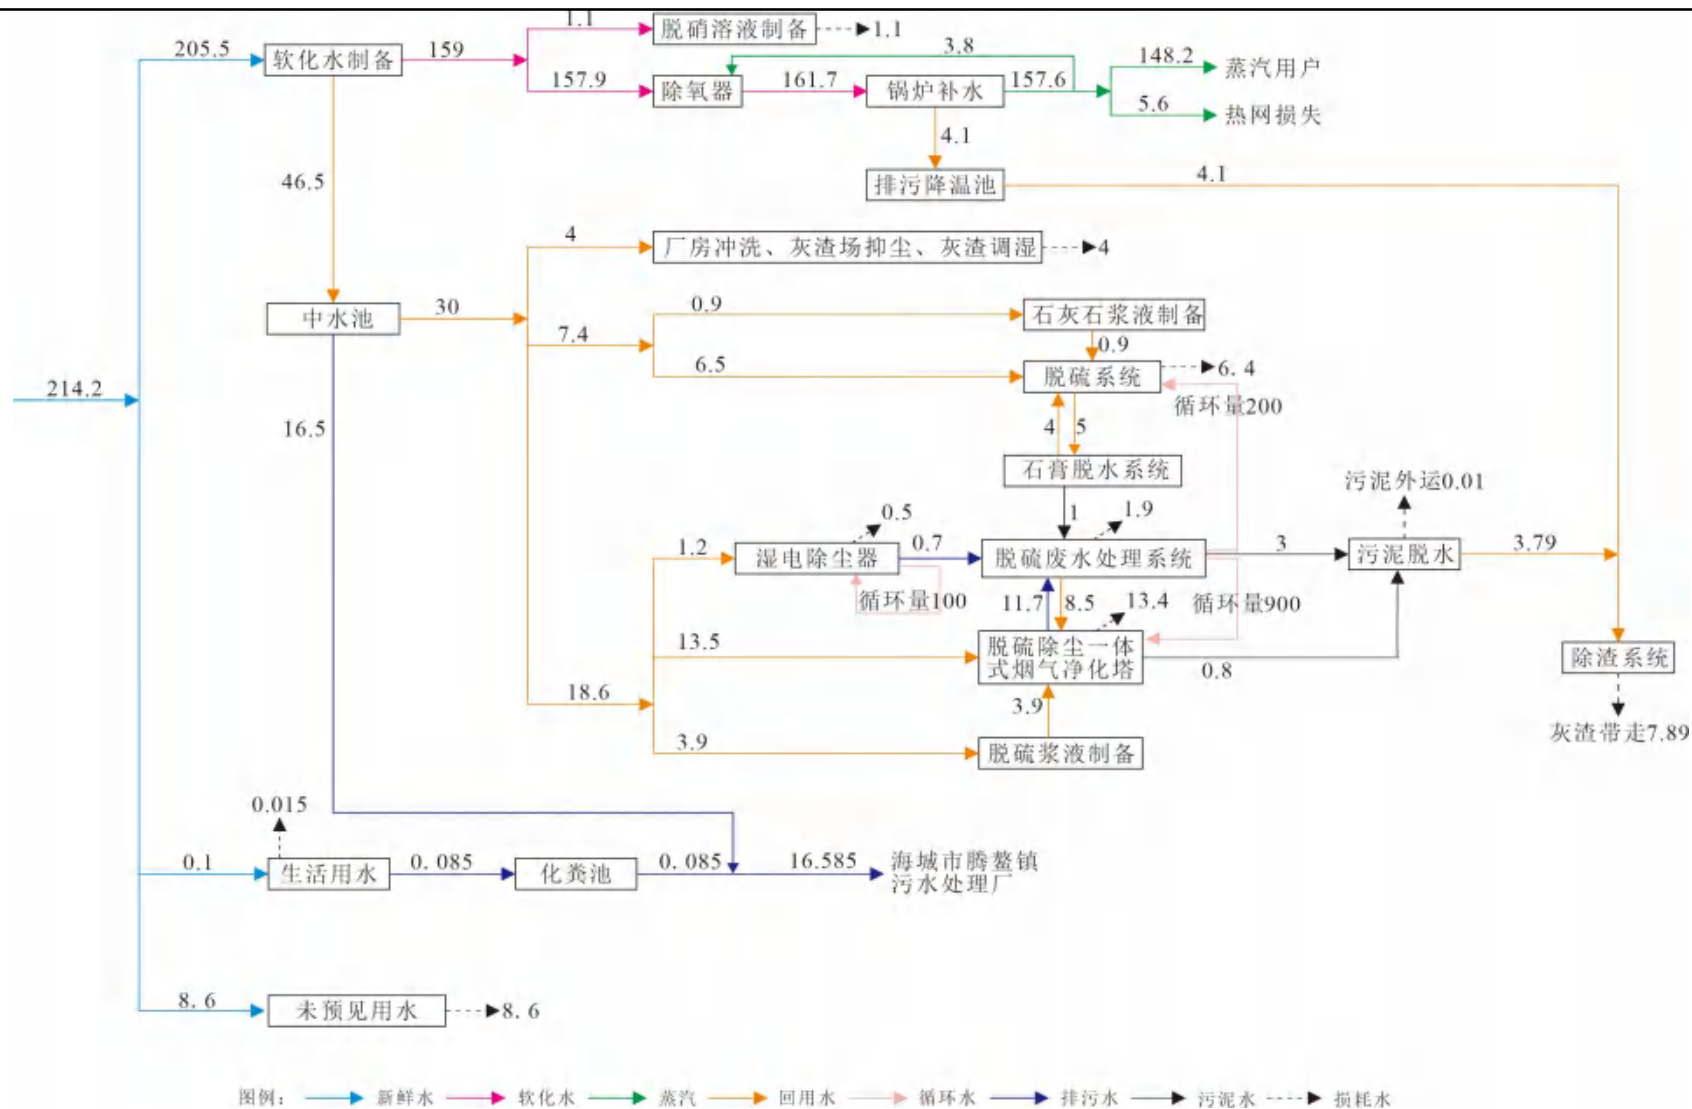 1.1
脱硝溶液制备
1.1
205.5
软化水制备
159
3.8
148.2
蒸汽用户
157.9
除氧器
161.7
锅炉补水
157.6
5.6
热网损失
4.1
46.5
排污降温池
4.1
4
厂房冲洗、灰渣场抑尘、灰渣调湿
4
中水池
30
0.9
石灰石浆液制备
7.4
0.9
6.5
脱硫系统
6.4
214.2
循环量200
16.5
4
5
石膏脱水系统
污泥外运0.01
1
1.9
0.5
1.2
湿电除尘器
0.7
脱硫废水处理系统
3
污泥脱水
3.79
循环量100
11.7
8.5
13.4
循环量900
13.5
脱硫除尘一体
式烟气净化塔
0.8
除渣系统
18.6
3.9
灰渣带走7.89
3.9
脱硫浆液制备
0.015
0.1
生活用水
0.085
化粪池
0.085
16.585
海城市腾鳌镇
污水处理厂
8.6
未预见用水
8.6
图例： 新鲜水 软化水 蒸汽 回用水 循环水 排污水 污泥水 损耗水